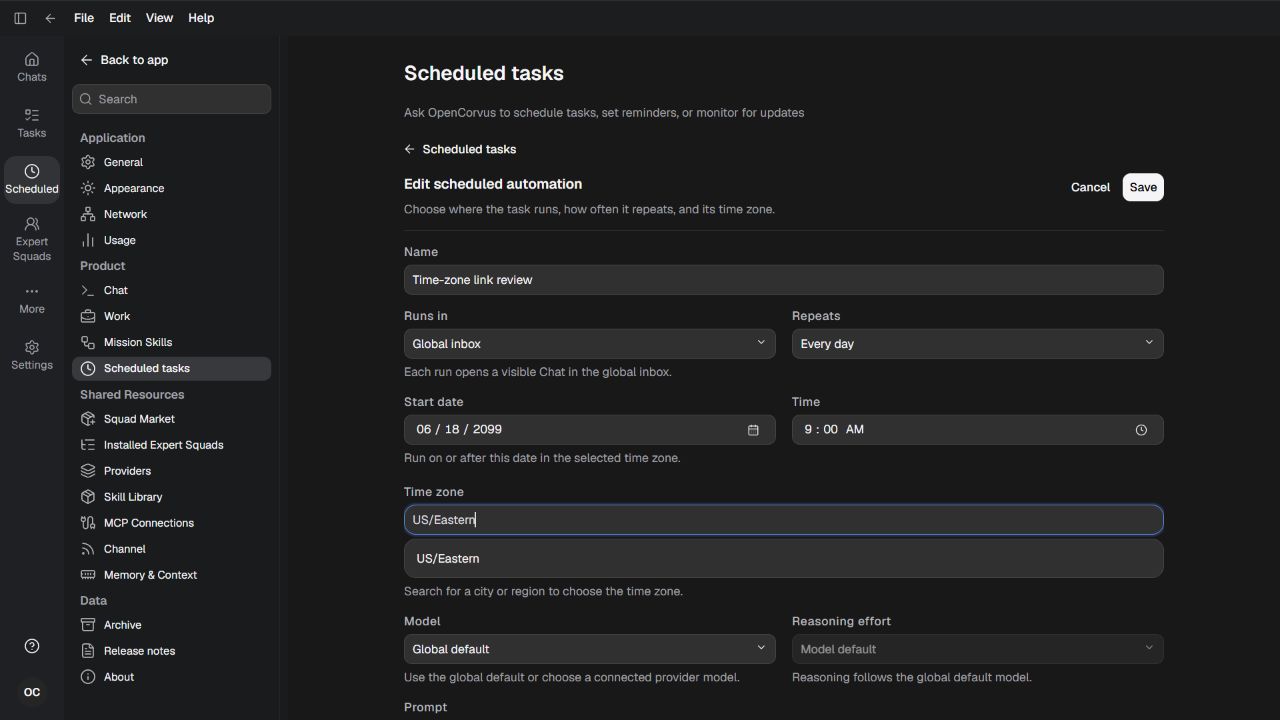 File Edit View Help
Chats
Tasks
Scheduled
Expert
Squads
More
Settings
OC
Back to app
Search
Application
General
Appearance
Network
Usage
Product
Chat
Work
Mission Skills
Scheduled tasks
Shared Resources
Squad Market
Installed Expert Squads
Providers
Skill Library
MCP Connections
Channel
Memory & Context
Data
Archive
Release notes
About
Scheduled tasks
Ask OpenCorvus to schedule tasks, set reminders, or monitor for updates
Scheduled tasks
Edit scheduled automation
Cancel Save
Choose where the task runs, how often it repeats, and its time zone.
Name
Time-zone link review
Runs in Repeats
Global inbox Every day
Each run opens a visible Chat in the global inbox.
Start date Time
06 / 18 / 2099 9 : 00 AM
Run on or after this date in the selected time zone.
Time zone
US/Eastern
US/Eastern
Search for a city or region to choose the time zone.
Model Reasoning effort
Global default Model default
Use the global default or choose a connected provider model. Reasoning follows the global default model.
Prompt